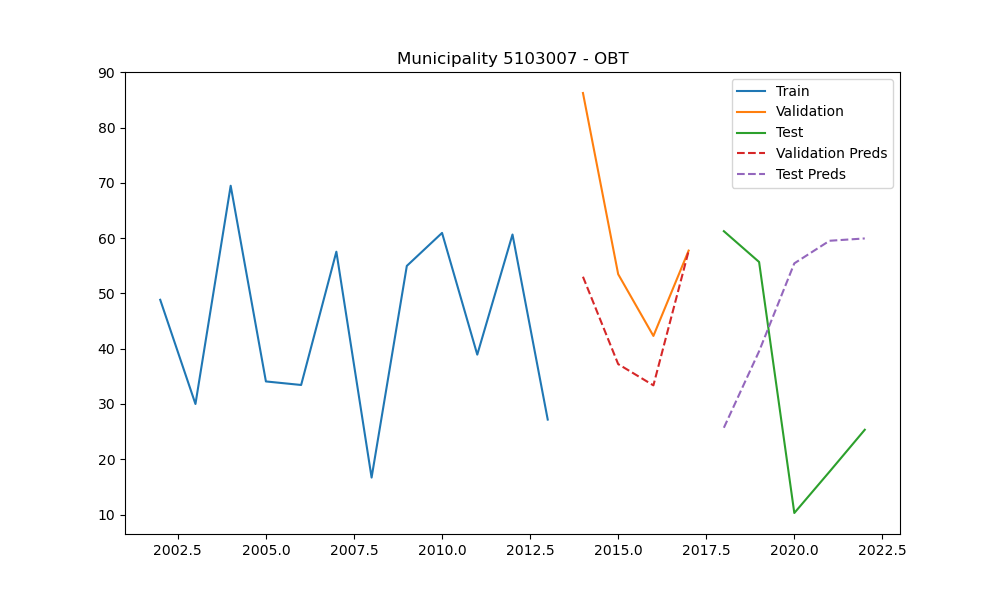 Municipality 5103007 - OBT
90
80
70
60
50
40
30
20
10
2002.5 2005.0 2007.5 2010.0 2012.5 2015.0 2017.5 2020.0 2022.5
Train
Validation
Test
Validation Preds
Test Preds